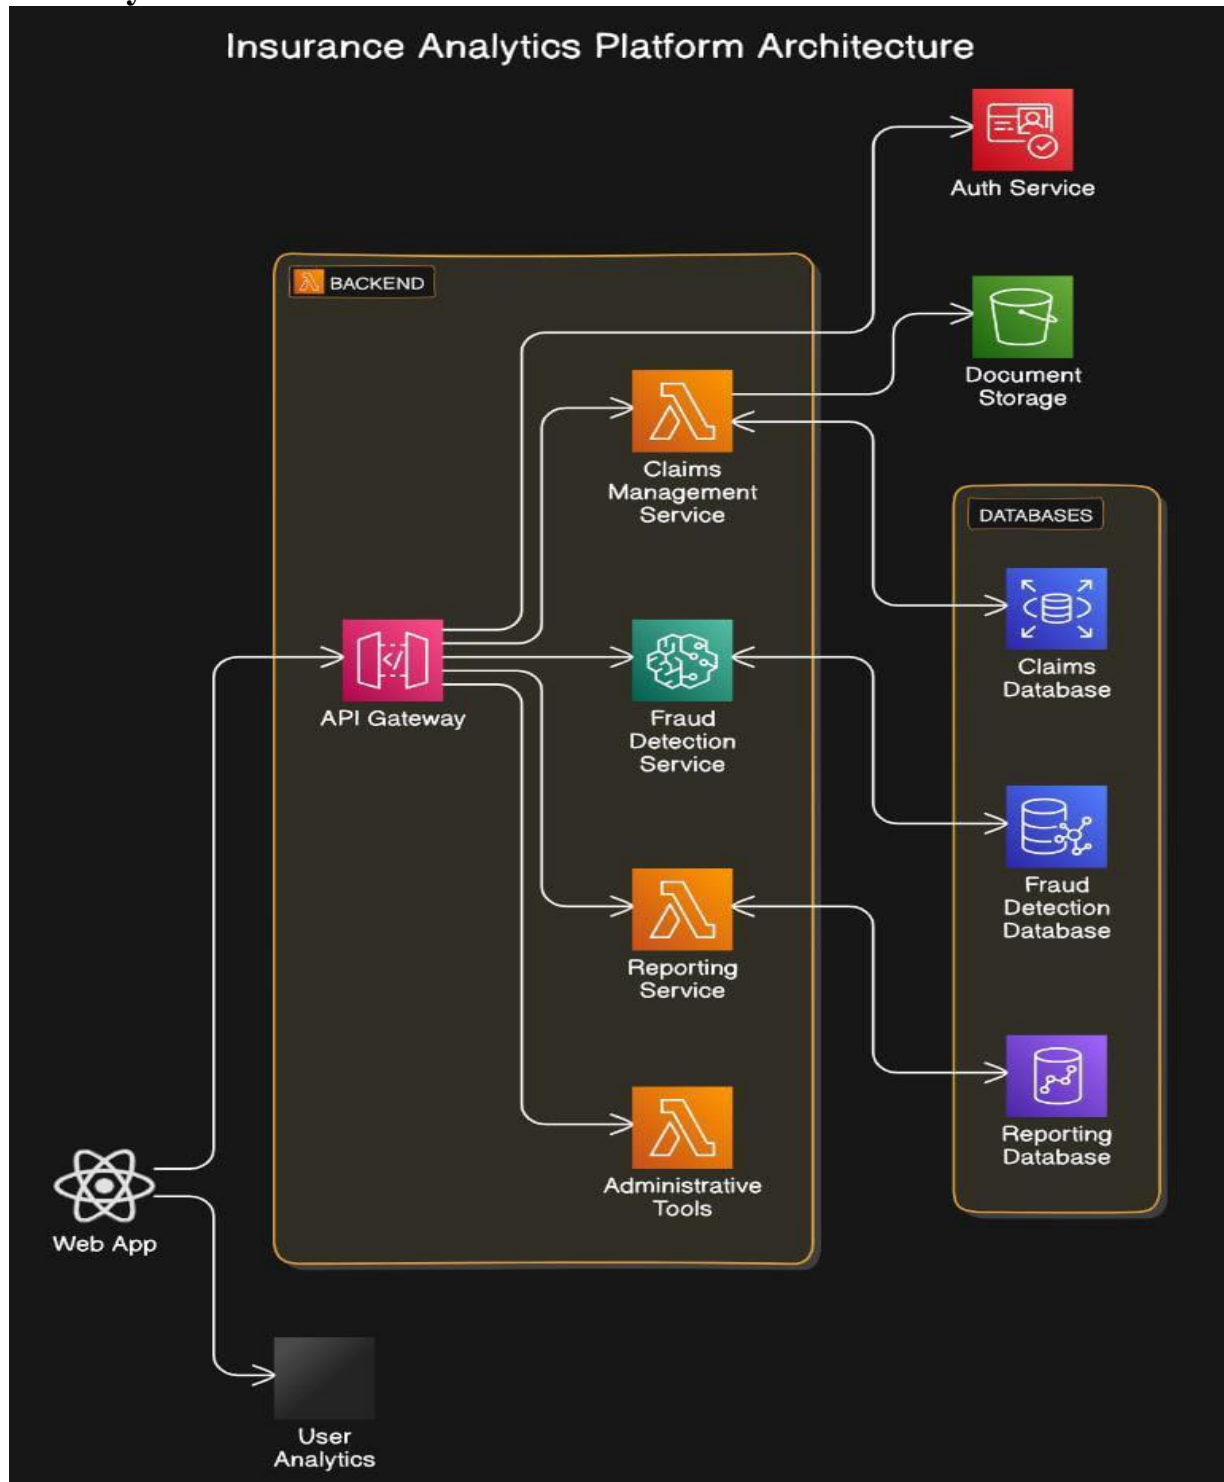 Insurance Analytics Platform Architecture
Auth Service
BACKEND
Document
Storage
Claims
Management
Service
DATABASES
Claims
Database
</>
API Gateway
Fraud
Detection
Service
Fraud
Detection
Database
Reporting
Service
Reporting
Database
Administrative
Tools
Web App
User
Analytics